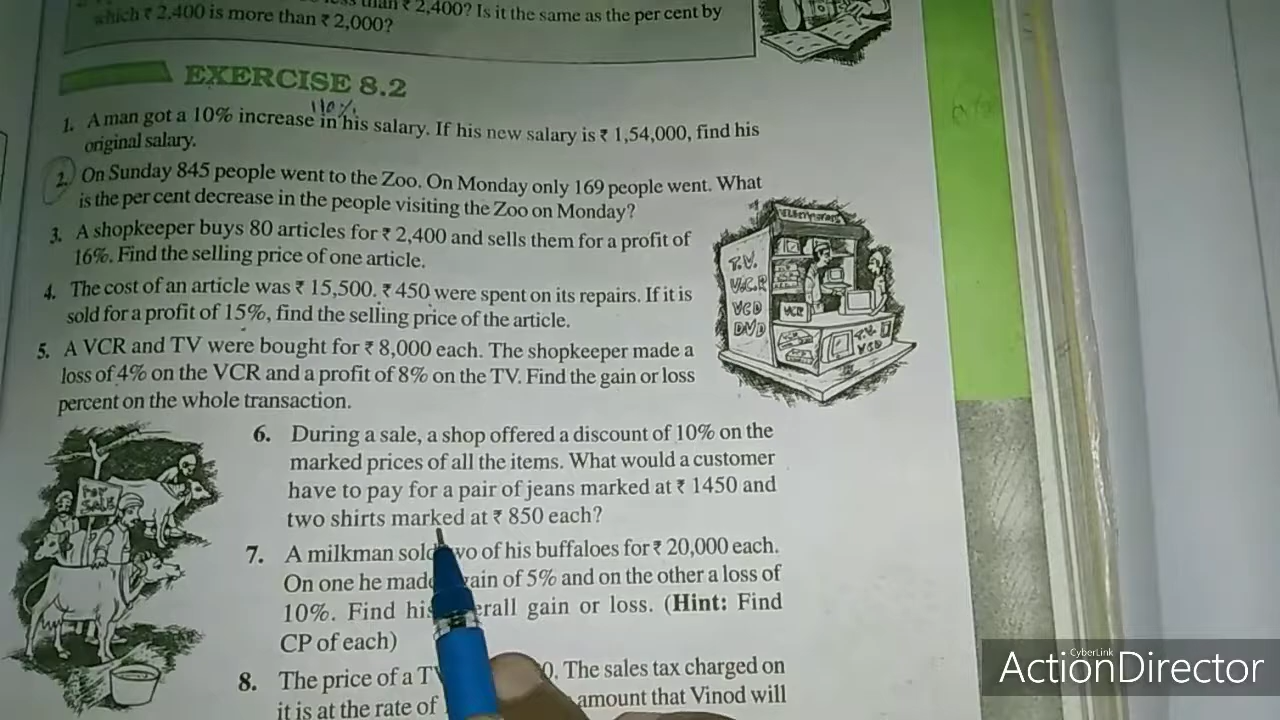 than ₹ 2,400? Is it the same as the per cent by
which ₹ 2,400 is more than ₹ 2,000?
EXERCISE 8.2
110%
1. A man got a 10% increase in his salary. If his new salary is ₹ 1,54,000, find his
original salary.
2. On Sunday 845 people went to the Zoo. On Monday only 169 people went. What
is the per cent decrease in the people visiting the Zoo on Monday?
3. A shopkeeper buys 80 articles for ₹ 2,400 and sells them for a profit of
16%. Find the selling price of one article.
4. The cost of an article was ₹ 15,500. ₹ 450 were spent on its repairs. If it is
sold for a profit of 15%, find the selling price of the article.
5. A VCR and TV were bought for ₹ 8,000 each. The shopkeeper made a
loss of 4% on the VCR and a profit of 8% on the TV. Find the gain or loss
percent on the whole transaction.
T.V.
V.C.R
VCD
DVD
VCR
T.V.
VCD
FOR
SALE
6. During a sale, a shop offered a discount of 10% on the
marked prices of all the items. What would a customer
have to pay for a pair of jeans marked at ₹ 1450 and
two shirts marked at ₹ 850 each?
7. A milkman sold two of his buffaloes for ₹ 20,000 each.
On one he made gain of 5% and on the other a loss of
10%. Find his overall gain or loss. (Hint: Find
CP of each)
8. The price of a TV 0. The sales tax charged on
it is at the rate of amount that Vinod will
CyberLink
ActionDirector